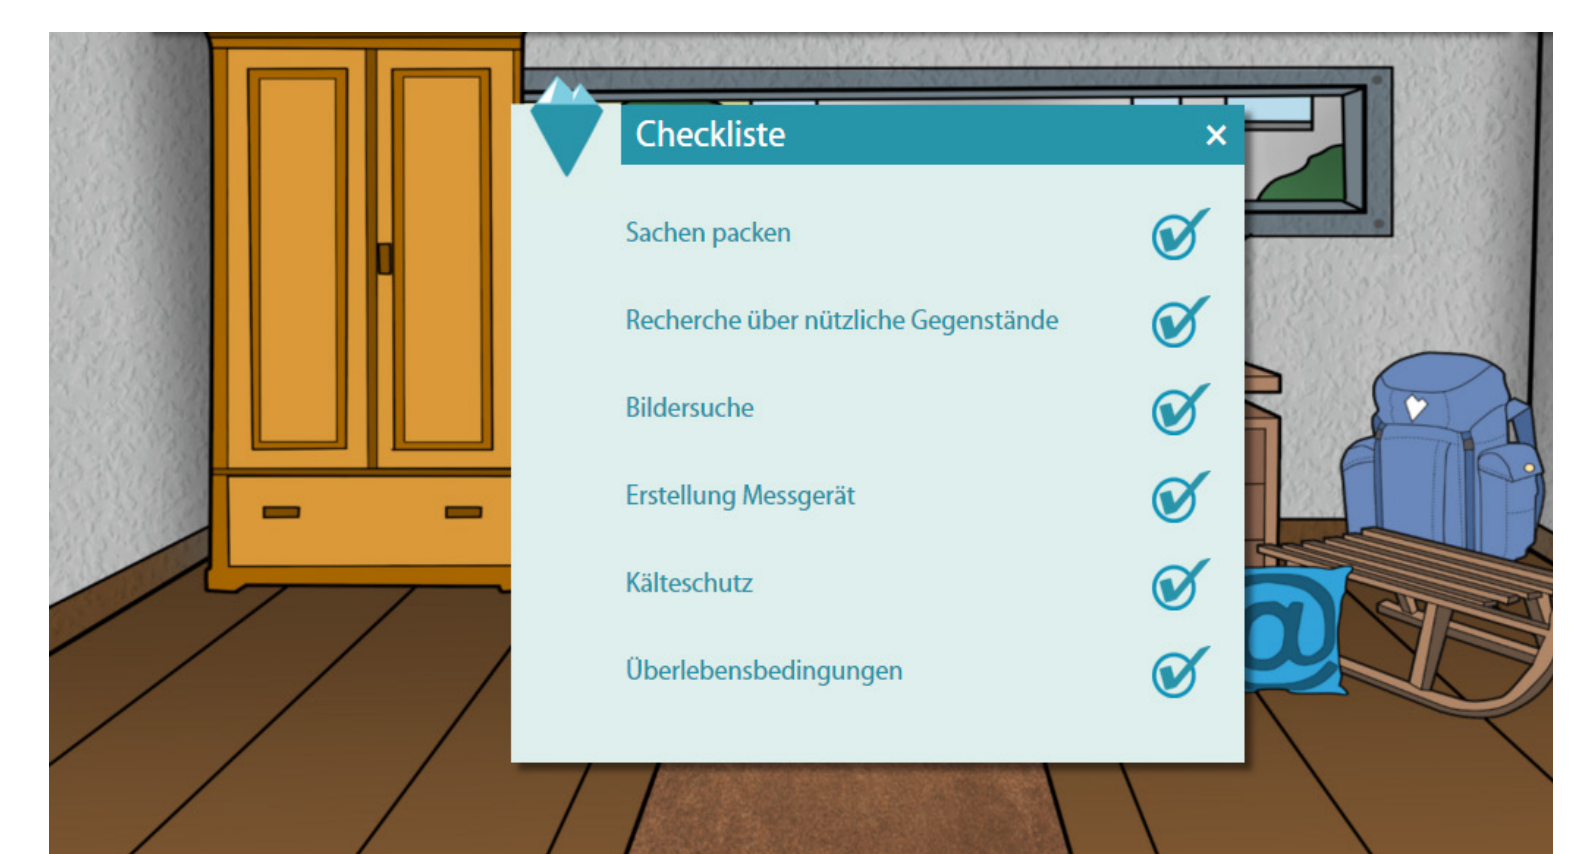 Checkliste ×
Sachen packen
Recherche über nützliche Gegenstände
Bildersuche
Erstellung Messgerät
Kälteschutz
Überlebensbedingungen
@